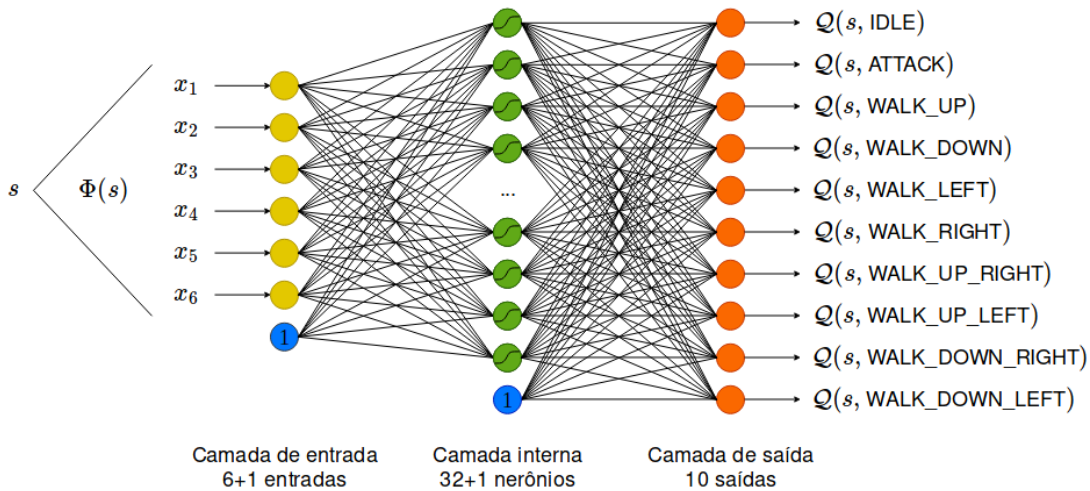 s
Φ(s)
x₁
x₂
x₃
x₄
x₅
x₆
1
...
1
Q(s, IDLE)
Q(s, ATTACK)
Q(s, WALK_UP)
Q(s, WALK_DOWN)
Q(s, WALK_LEFT)
Q(s, WALK_RIGHT)
Q(s, WALK_UP_RIGHT)
Q(s, WALK_UP_LEFT)
Q(s, WALK_DOWN_RIGHT)
Q(s, WALK_DOWN_LEFT)
Camada de entrada
6+1 entradas
Camada interna
32+1 nerônios
Camada de saída
10 saídas